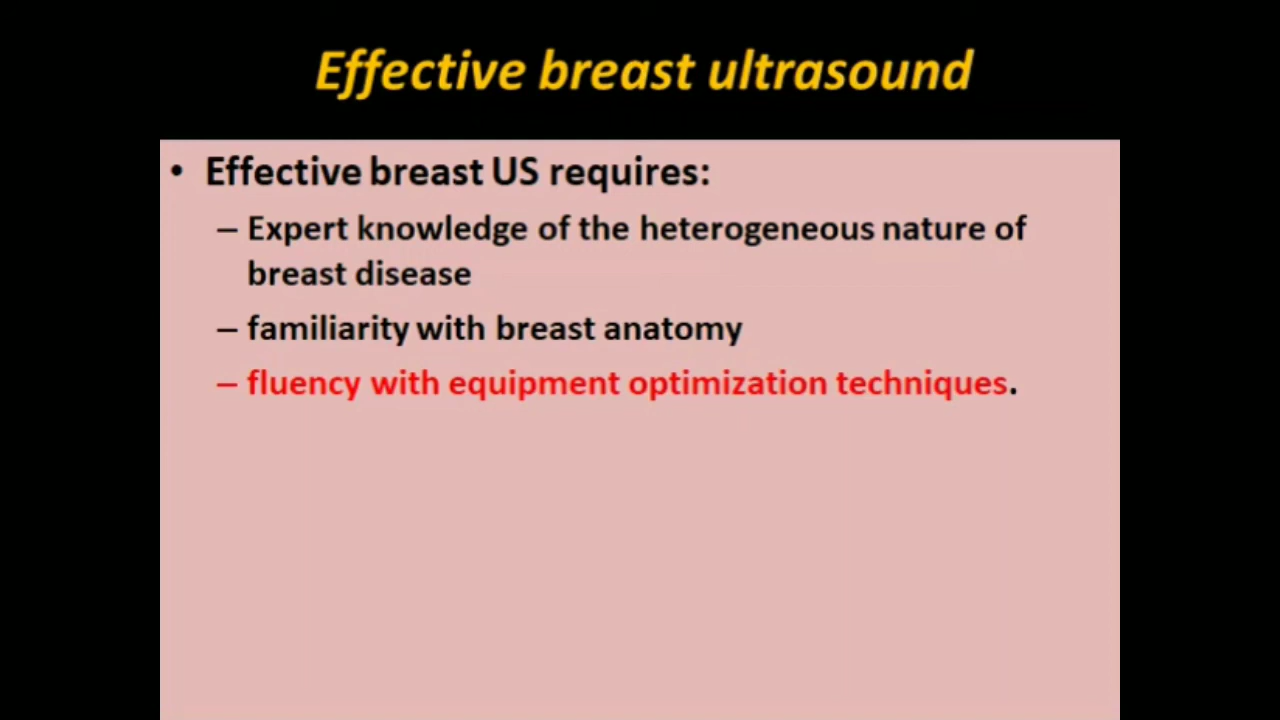 Effective breast ultrasound
• Effective breast US requires:
– Expert knowledge of the heterogeneous nature of
breast disease
– familiarity with breast anatomy
– fluency with equipment optimization techniques.